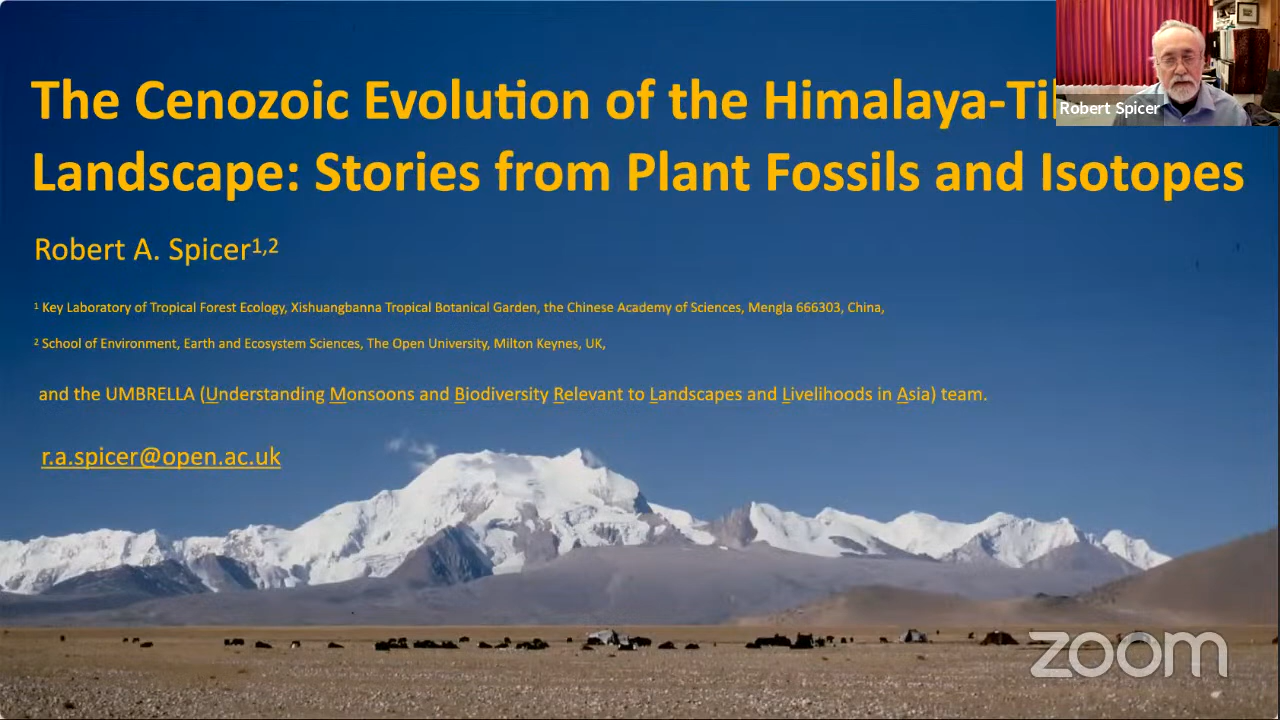 The Cenozoic Evolution of the Himalaya-Ti
Landscape: Stories from Plant Fossils and Isotopes
Robert Spicer
Robert A. Spicer1,2
1 Key Laboratory of Tropical Forest Ecology, Xishuangbanna Tropical Botanical Garden, the Chinese Academy of Sciences, Mengla 666303, China,
2 School of Environment, Earth and Ecosystem Sciences, The Open University, Milton Keynes, UK,
and the UMBRELLA (Understanding Monsoons and Biodiversity Relevant to Landscapes and Livelihoods in Asia) team.
r.a.spicer@open.ac.uk
zoom